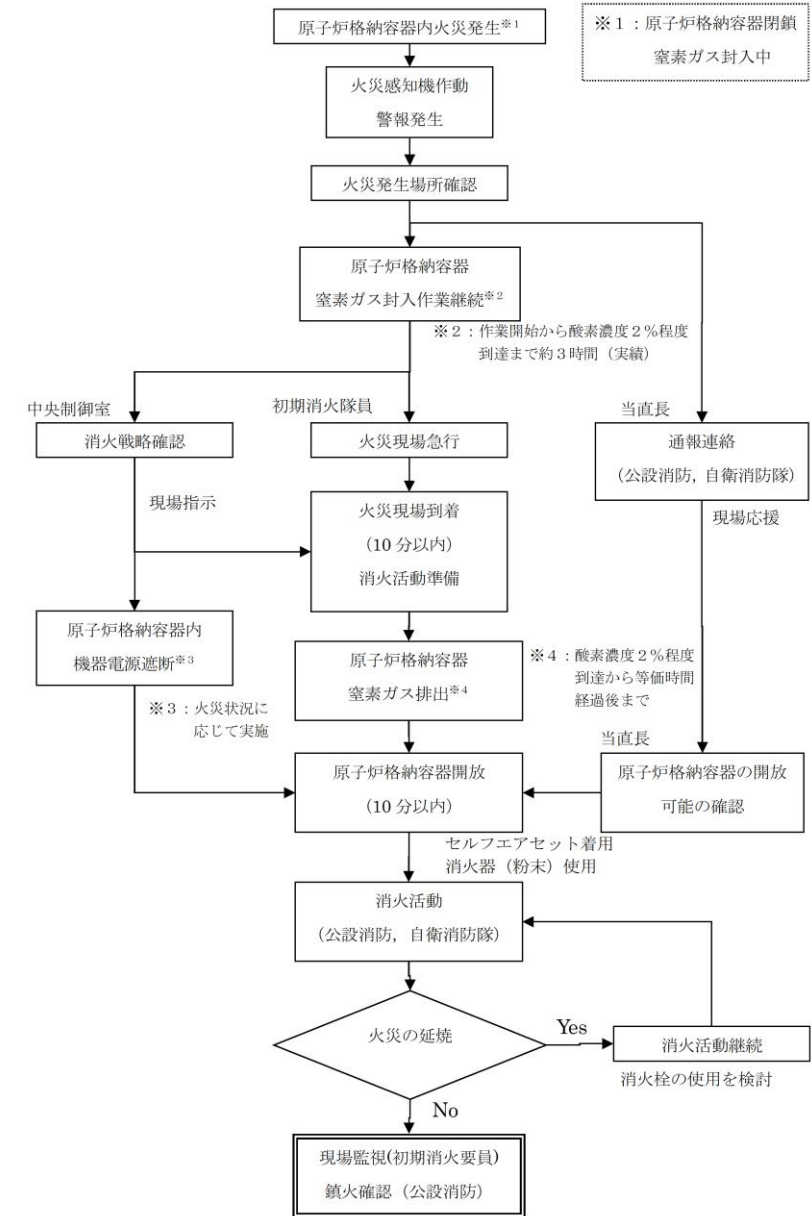 原子炉格納容器内火災発生※1
※1：原子炉格納容器閉鎖
窒素ガス封入中
火災感知機作動
警報発生
火災発生場所確認
原子炉格納容器
窒素ガス封入作業継続※2
※2：作業開始から酸素濃度2％程度
到達まで約3時間（実績）
中央制御室
初期消火隊員
当直長
消火戦略確認
火災現場急行
通報連絡
（公設消防，自衛消防隊）
現場指示
現場応援
火災現場到着
（10分以内）
消火活動準備
原子炉格納容器内
機器電源遮断※3
原子炉格納容器
窒素ガス排出※4
※4：酸素濃度2％程度
到達から等価時間
経過後まで
※3：火災状況に
応じて実施
当直長
原子炉格納容器開放
（10分以内）
原子炉格納容器の開放
可能の確認
セルフエアセット着用
消火器（粉末）使用
消火活動
（公設消防，自衛消防隊）
火災の延焼
Yes
消火活動継続
消火栓の使用を検討
No
現場監視(初期消火要員)
鎮火確認（公設消防）